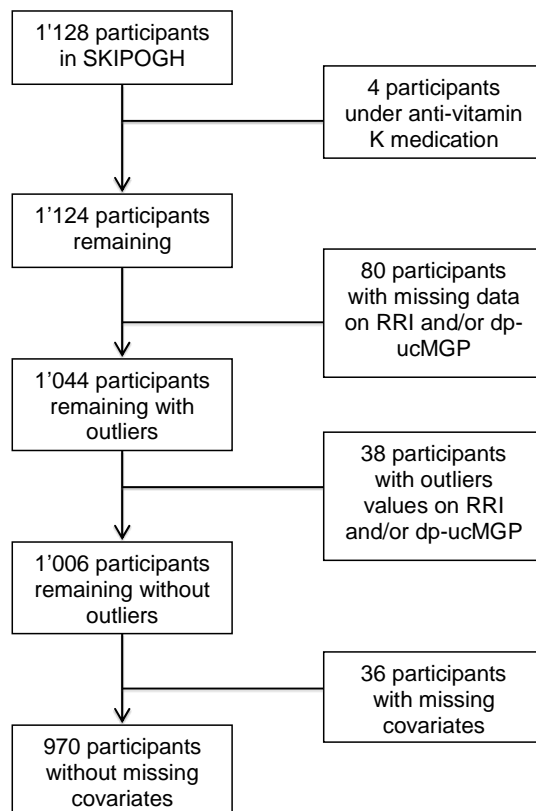 1'128 participants
in SKIPOGH
4 participants
under anti-vitamin
K medication
1'124 participants
remaining
80 participants
with missing data
on RRI and/or dp-
ucMGP
1'044 participants
remaining with
outliers
38 participants
with outliers
values on RRI
and/or dp-ucMGP
1'006 participants
remaining without
outliers
36 participants
with missing
covariates
970 participants
without missing
covariates